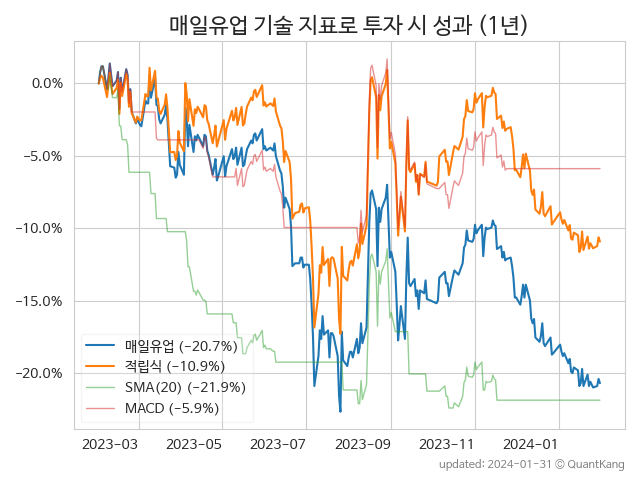 매일유업 기술 지표로 투자 시 성과 (1년)
0.0%
−5.0%
−10.0%
−15.0%
−20.0%
매일유업 (−20.7%)
적립식 (−10.9%)
SMA(20) (−21.9%)
MACD (−5.9%)
2023-03 2023-05 2023-07 2023-09 2023-11 2024-01
updated: 2024-01-31 © QuantKang